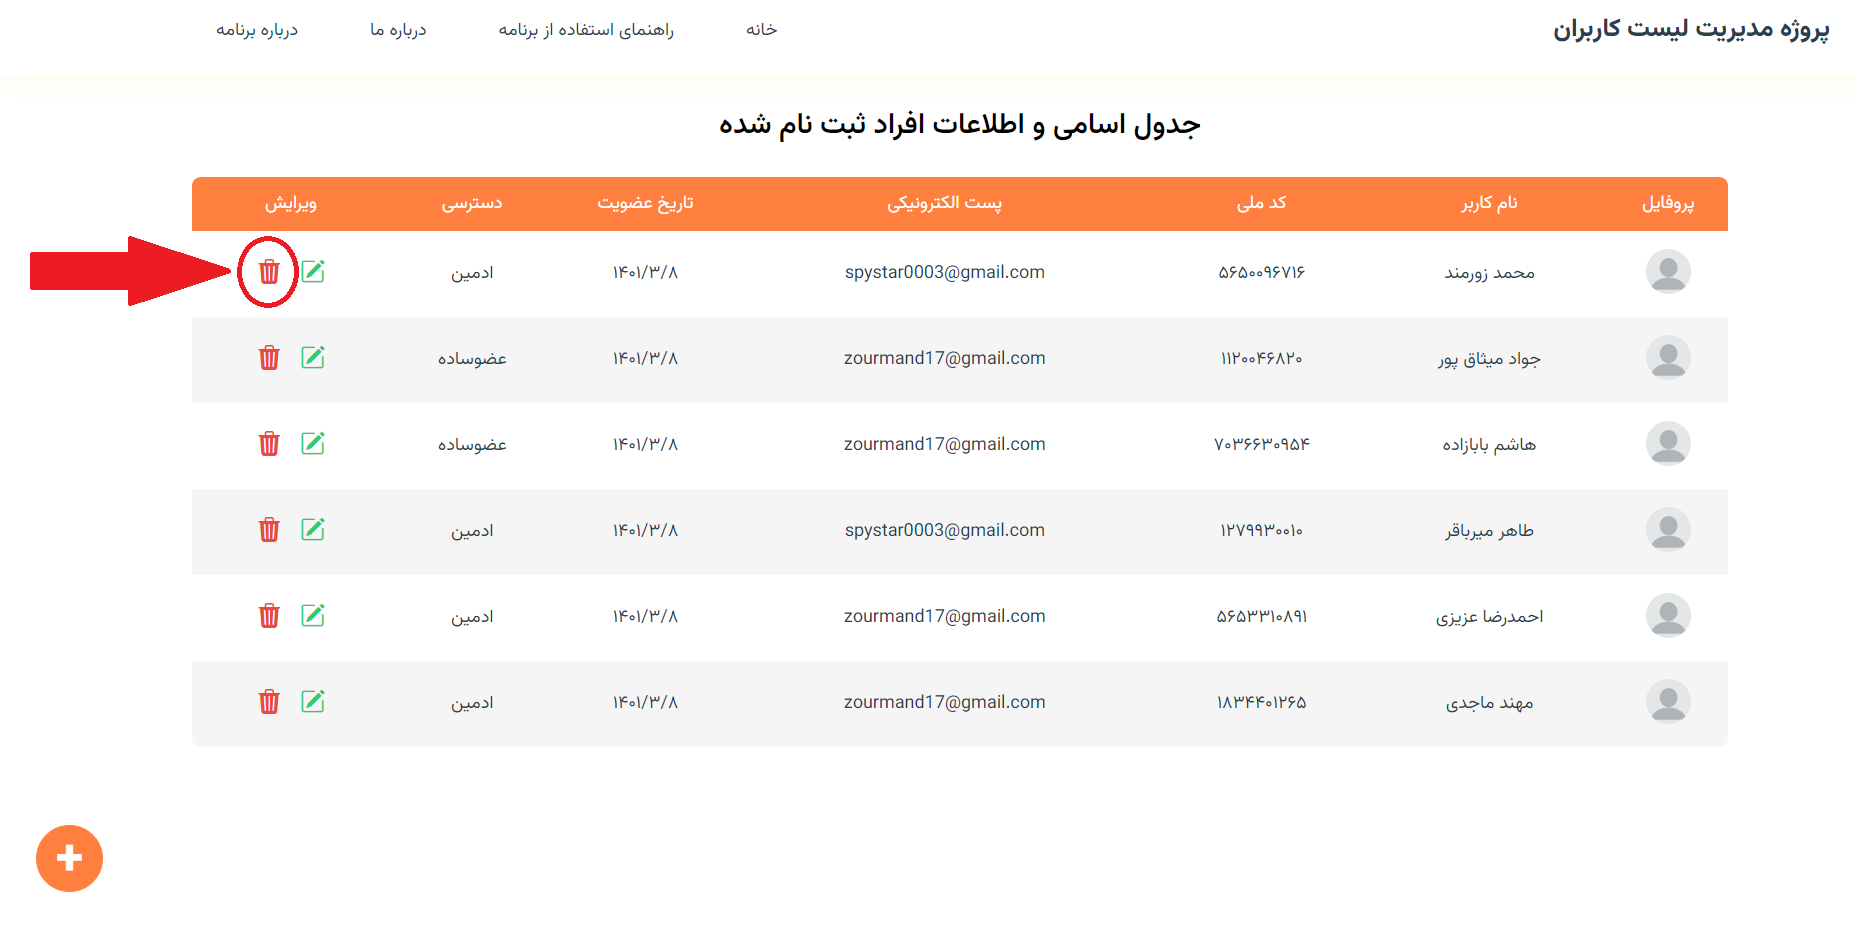 پروژه مدیریت لیست کاربران
خانه راهنمای استفاده از برنامه درباره ما درباره برنامه
جدول اسامی و اطلاعات افراد ثبت نام شده
پروفایل نام کاربر کد ملی پست الکترونیکی تاریخ عضویت دسترسی ویرایش
محمد زورمند ۵۶۵۰۰۹۶۷۱۶ spystar0003@gmail.com ۱۴۰۱/۳/۸ ادمین
جواد میثاق پور ۱۱۲۰۰۴۶۸۲۰ zourmand17@gmail.com ۱۴۰۱/۳/۸ عضوساده
هاشم بابازاده ۷۰۳۶۶۳۰۹۵۴ zourmand17@gmail.com ۱۴۰۱/۳/۸ عضوساده
طاهر میرباقر ۱۲۷۹۹۳۰۰۱۰ spystar0003@gmail.com ۱۴۰۱/۳/۸ ادمین
احمدرضا عزیزی ۵۶۵۳۳۱۰۸۹۱ zourmand17@gmail.com ۱۴۰۱/۳/۸ ادمین
مهند ماجدی ۱۸۳۴۴۰۱۲۶۵ zourmand17@gmail.com ۱۴۰۱/۳/۸ ادمین